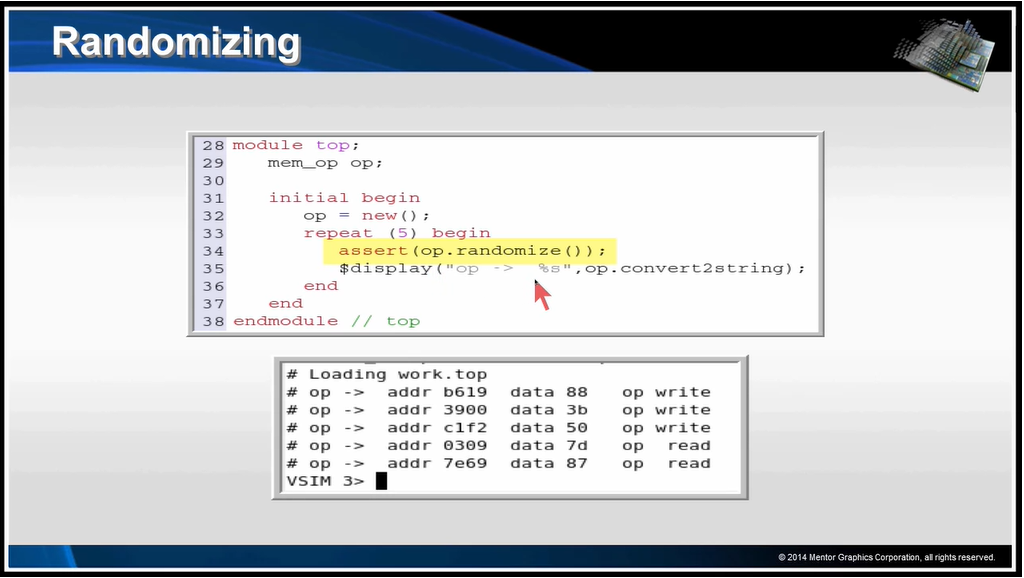 Randomizing
28 module top;
29 mem_op op;
30
31 initial begin
32 op = new();
33 repeat (5) begin
34 assert(op.randomize());
35 $display("op -> %s",op.convert2string);
36 end
37 end
38 endmodule // top
# Loading work.top
# op -> addr b619 data 88 op write
# op -> addr 3900 data 3b op write
# op -> addr c1f2 data 50 op write
# op -> addr 0309 data 7d op read
# op -> addr 7e69 data 87 op read
VSIM 3>
© 2014 Mentor Graphics Corporation, all rights reserved.